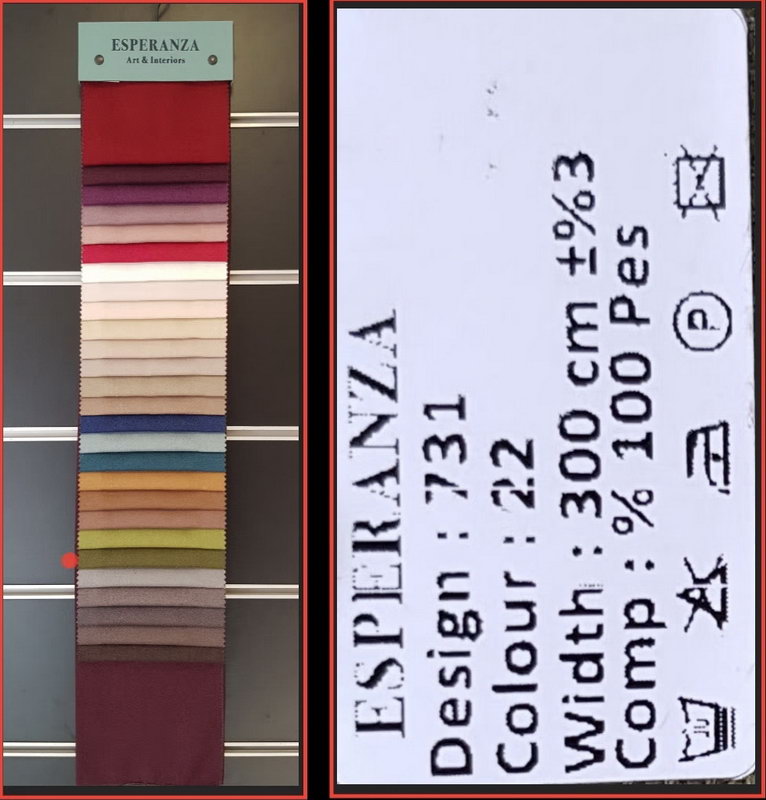 ESPERANZA
Art & Interiors
ESPERANZA
Design : 731
Colour : 22
Width : 300 cm ±%3
Comp : % 100 Pes
P